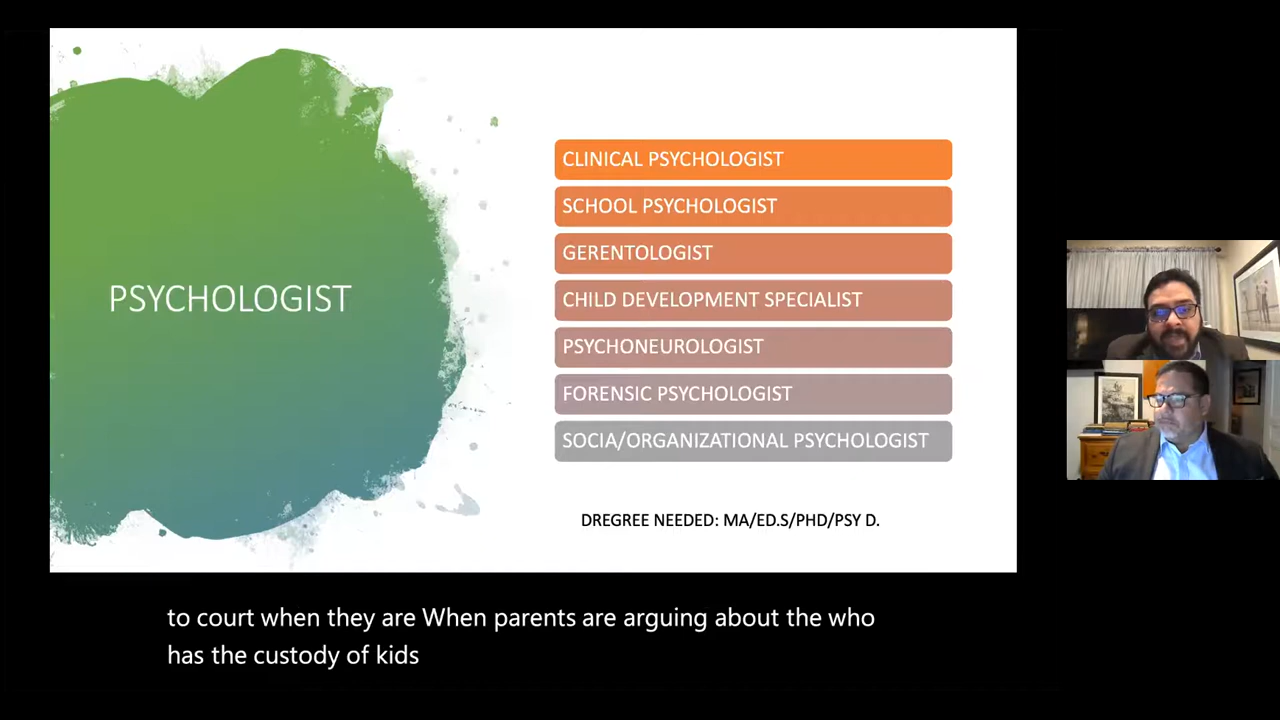 PSYCHOLOGIST
CLINICAL PSYCHOLOGIST
SCHOOL PSYCHOLOGIST
GERENTOLOGIST
CHILD DEVELOPMENT SPECIALIST
PSYCHONEUROLOGIST
FORENSIC PSYCHOLOGIST
SOCIA/ORGANIZATIONAL PSYCHOLOGIST
DREGREE NEEDED: MA/ED.S/PHD/PSY D.
to court when they are When parents are arguing about the who
has the custody of kids